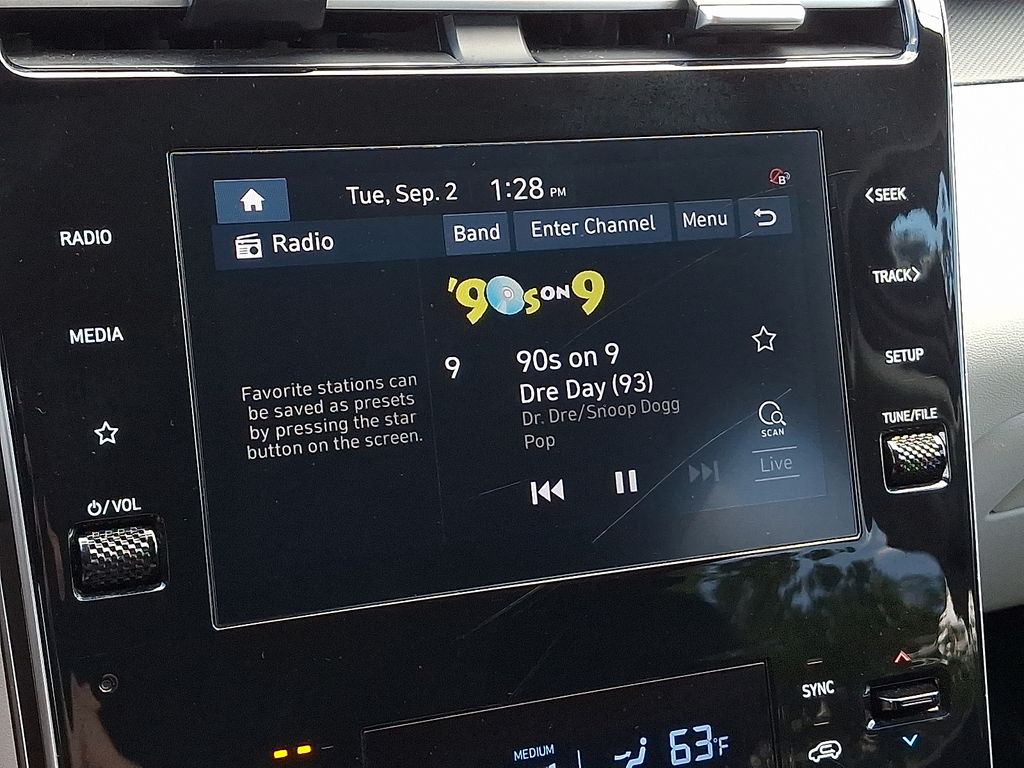 Tue, Sep. 2 1:28 PM
B
Radio Band Enter Channel Menu
'90s ON 9
9 90s on 9
Dre Day (93)
Dr. Dre/Snoop Dogg
Pop
Favorite stations can
be saved as presets
by pressing the star
button on the screen.
SCAN
Live
RADIO
MEDIA
/VOL
<SEEK
TRACK>
SETUP
TUNE/FILE
SYNC
MEDIUM
63°F